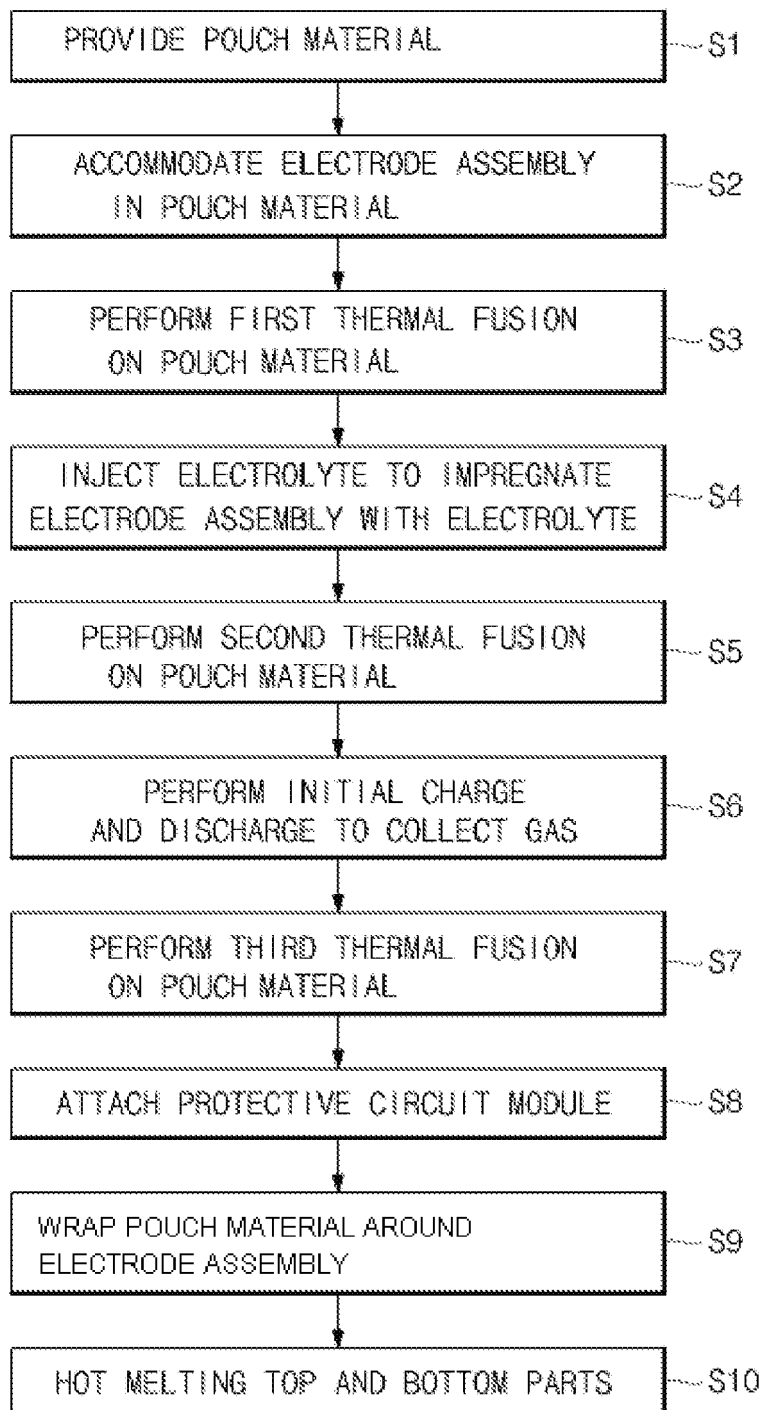 PROVIDE POUCH MATERIAL
S1
ACCOMMODATE ELECTRODE ASSEMBLY
IN POUCH MATERIAL
S2
PERFORM FIRST THERMAL FUSION
ON POUCH MATERIAL
S3
INJECT ELECTROLYTE TO IMPREGNATE
ELECTRODE ASSEMBLY WITH ELECTROLYTE
S4
PERFORM SECOND THERMAL FUSION
ON POUCH MATERIAL
S5
PERFORM INITIAL CHARGE
AND DISCHARGE TO COLLECT GAS
S6
PERFORM THIRD THERMAL FUSION
ON POUCH MATERIAL
S7
ATTACH PROTECTIVE CIRCUIT MODULE
S8
WRAP POUCH MATERIAL AROUND
ELECTRODE ASSEMBLY
S9
HOT MELTING TOP AND BOTTOM PARTS
S10